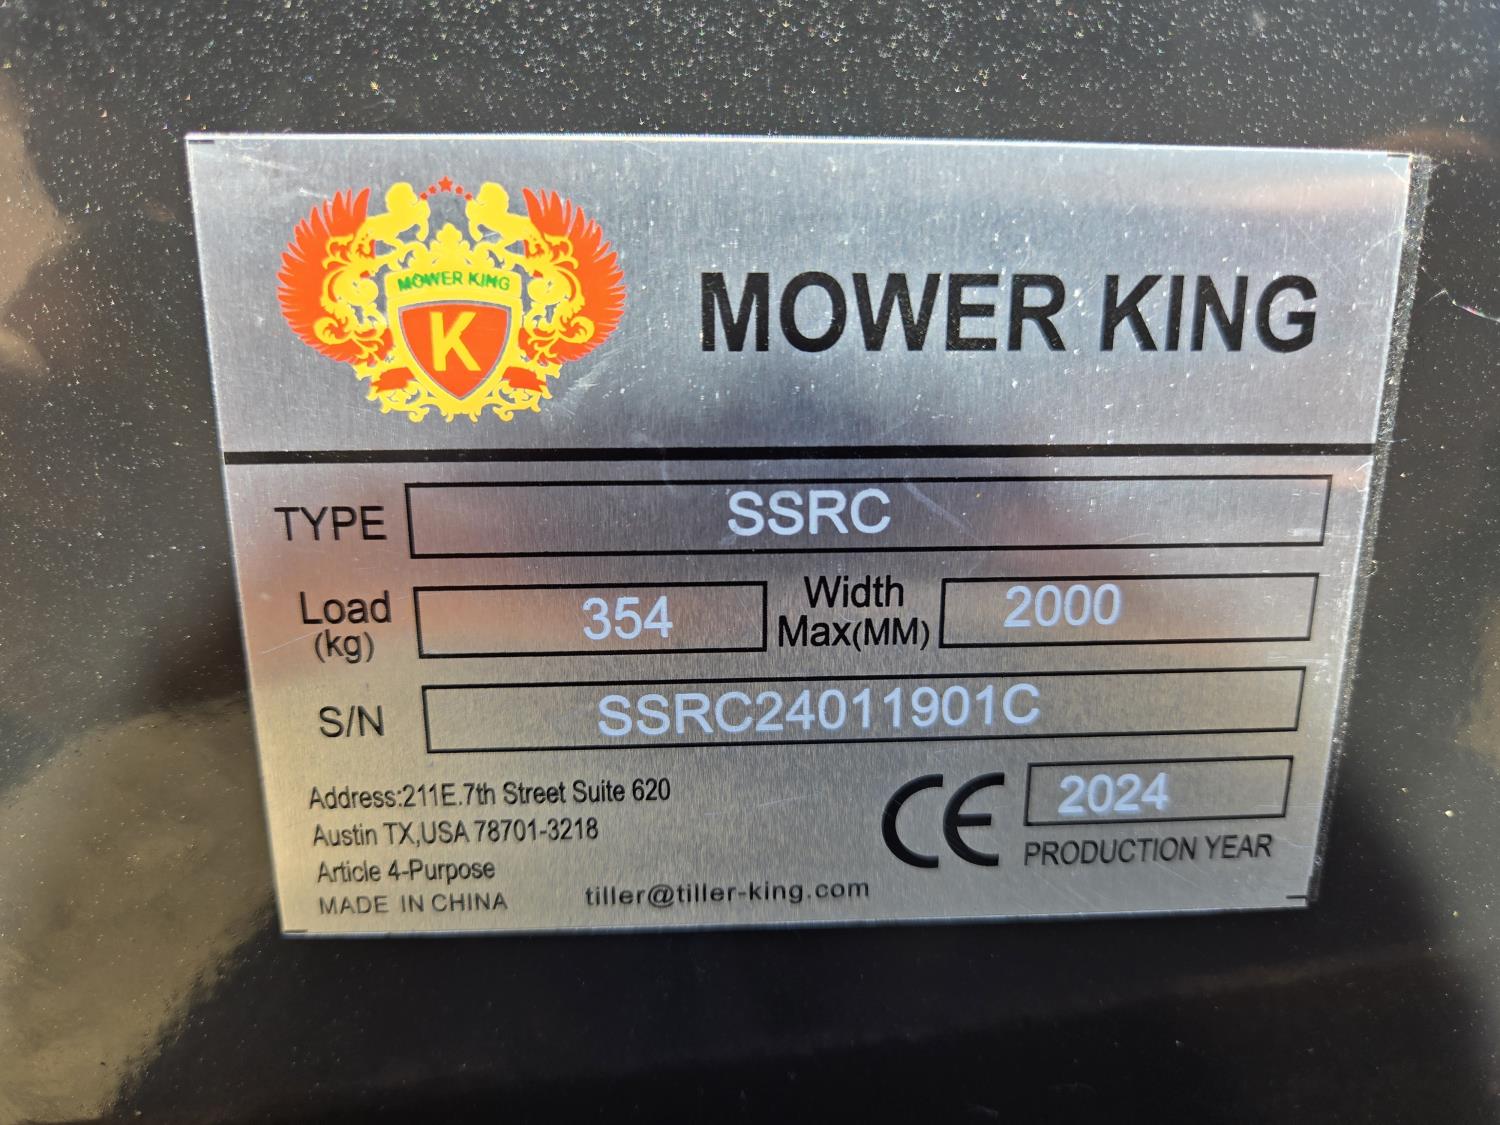 MOWER KING
K
MOWER KING
TYPE SSRC
Load (kg) 354 Width Max(MM) 2000
S/N SSRC24011901C
Address:211E.7th Street Suite 620
Austin TX,USA 78701-3218
Article 4-Purpose
MADE IN CHINA
tiller@tiller-king.com
CE 2024
PRODUCTION YEAR